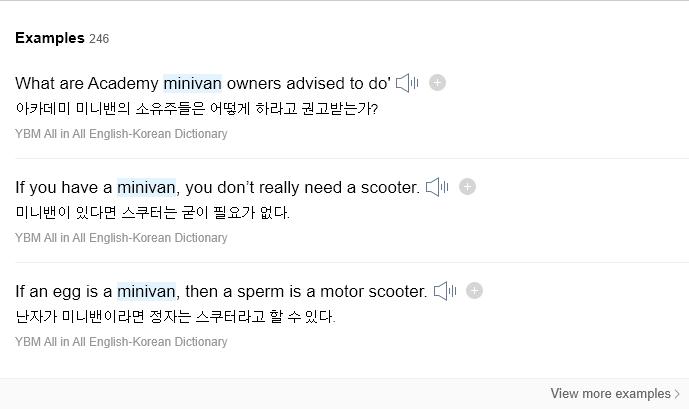 Examples 246
What are Academy minivan owners advised to do'
아카데미 미니밴의 소유주들은 어떻게 하라고 권고받는가?
YBM All in All English-Korean Dictionary
If you have a minivan, you don’t really need a scooter.
미니밴이 있다면 스쿠터는 굳이 필요가 없다.
YBM All in All English-Korean Dictionary
If an egg is a minivan, then a sperm is a motor scooter.
난자가 미니밴이라면 정자는 스쿠터라고 할 수 있다.
YBM All in All English-Korean Dictionary
View more examples